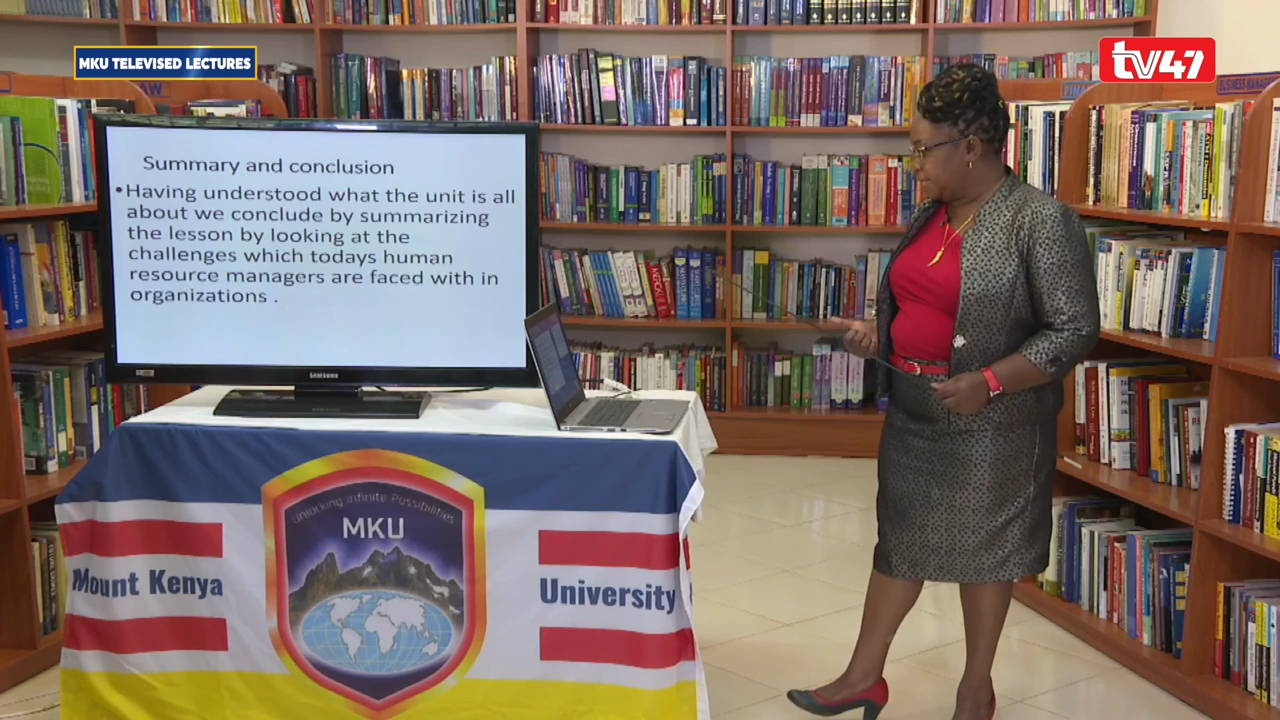 MKU TELEVISED LECTURES
tv47
Summary and conclusion
•Having understood what the unit is all
about we conclude by summarizing
the lesson by looking at the
challenges which todays human
resource managers are faced with in
organizations .
SAMSUNG
Unlocking Infinite Possibilities
MKU
Mount Kenya
University